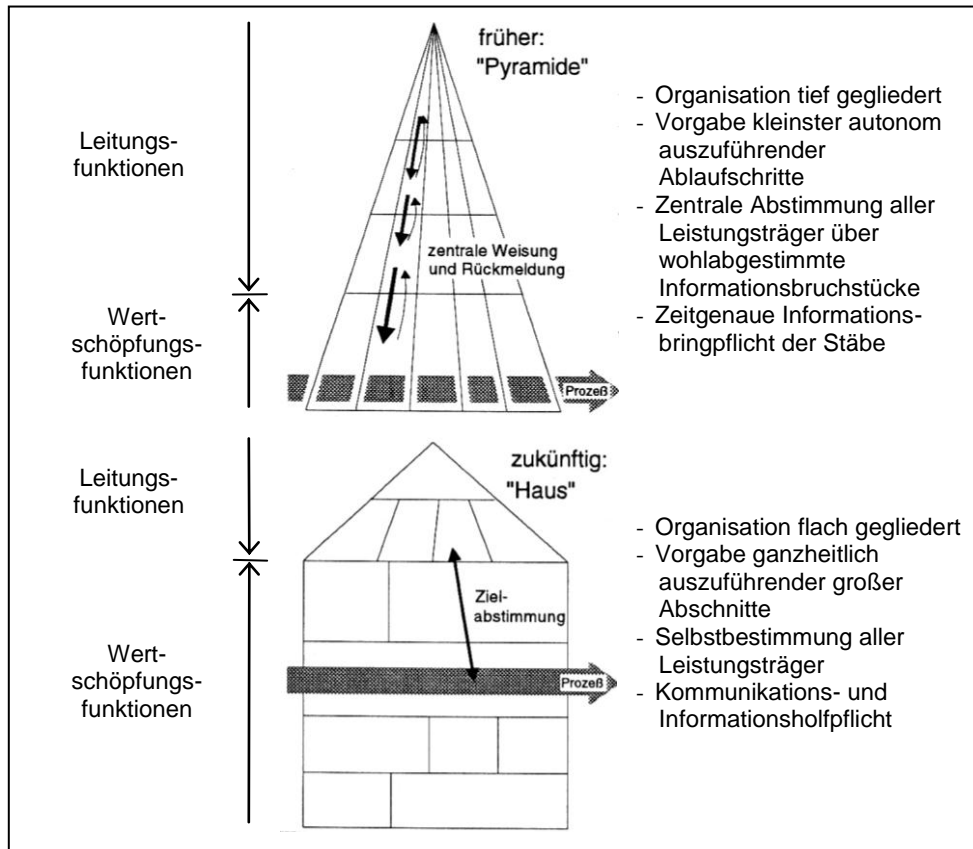 früher:
"Pyramide"
Leitungs-
funktionen
- Organisation tief gegliedert
- Vorgabe kleinster autonom
auszuführender
Ablaufschritte
- Zentrale Abstimmung aller
Leistungsträger über
wohlabgestimmte
Informationsbruchstücke
- Zeitgenaue Informations-
bringpflicht der Stäbe
zentrale Weisung
und Rückmeldung
Wert-
schöpfungs-
funktionen
Prozeß
zukünftig:
"Haus"
Leitungs-
funktionen
- Organisation flach gegliedert
- Vorgabe ganzheitlich
auszuführender großer
Abschnitte
- Selbstbestimmung aller
Leistungsträger
- Kommunikations- und
Informationsholfpflicht
Ziel-
abstimmung
Wert-
schöpfungs-
funktionen
Prozeß